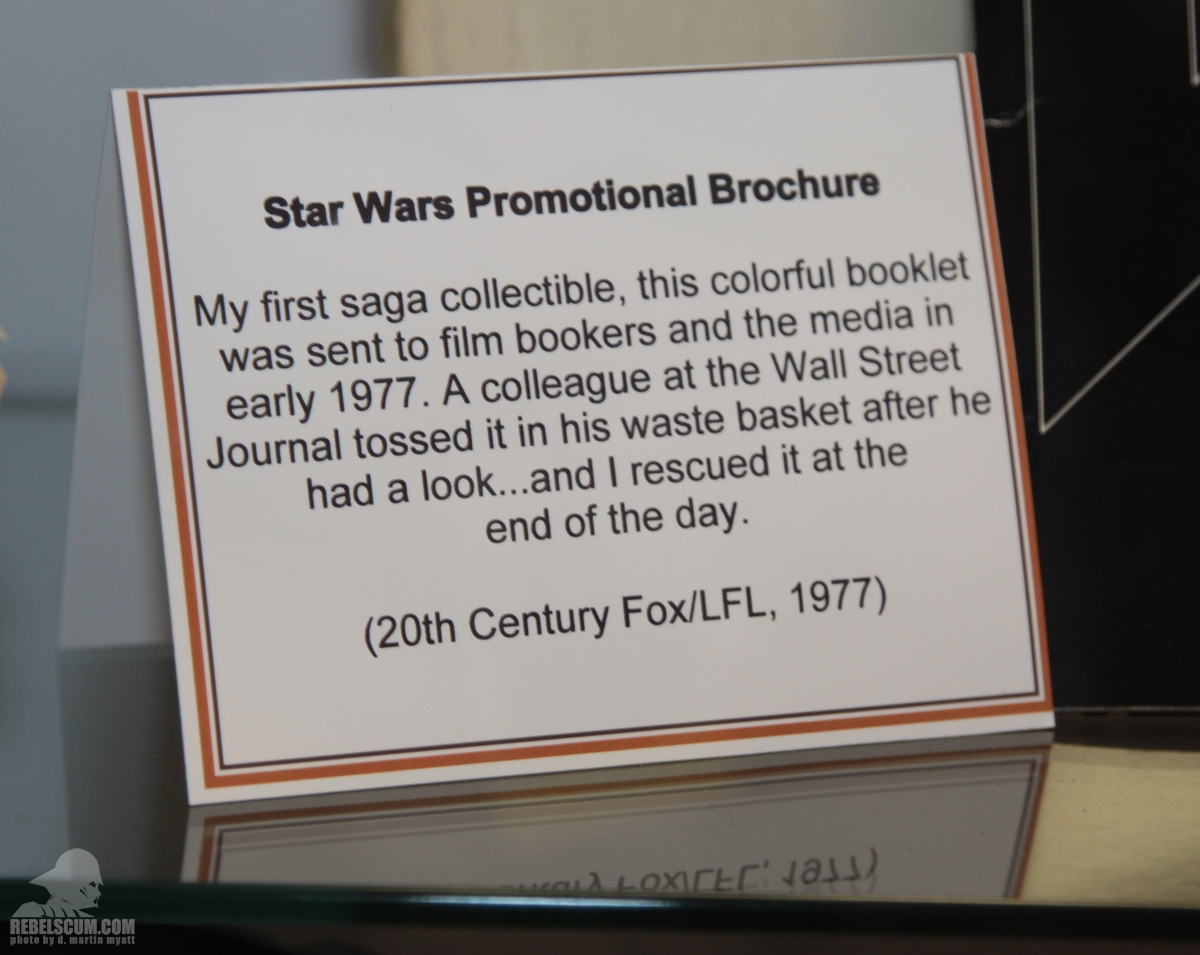 Star Wars Promotional Brochure
My first saga collectible, this colorful booklet
was sent to film bookers and the media in
early 1977. A colleague at the Wall Street
Journal tossed it in his waste basket after he
had a look...and I rescued it at the
end of the day.
(20th Century Fox/LFL, 1977)
REBELSCUM.COM
photo by d. martin myatt